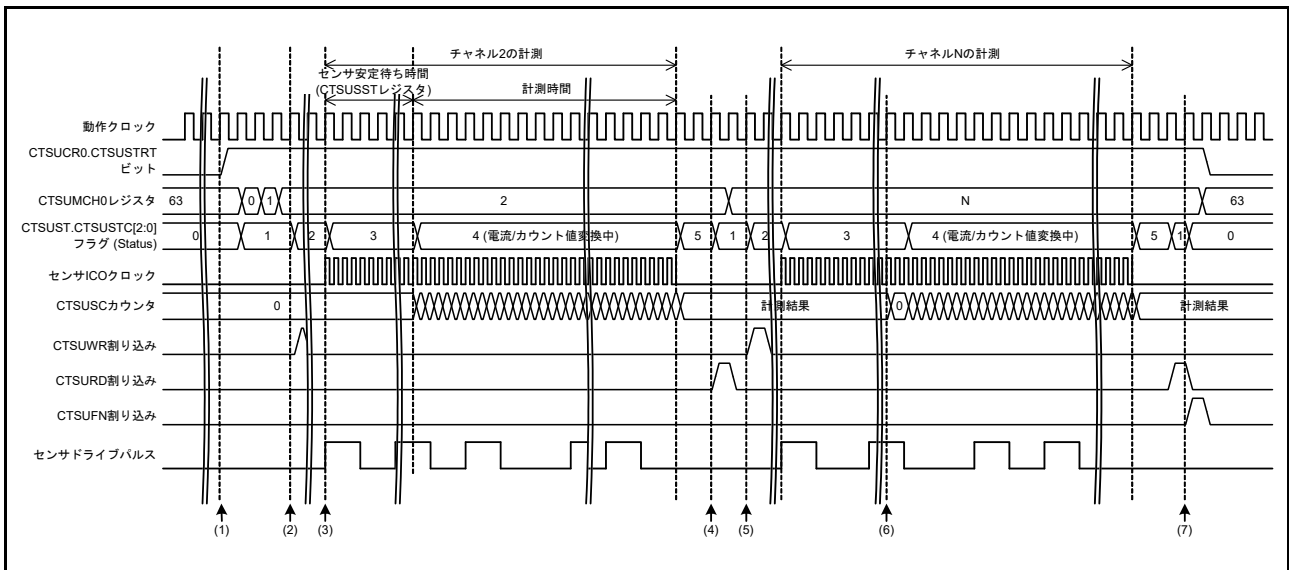 チャネル2の計測
チャネルNの計測
センサ安定待ち時間
(CTSUSSTレジスタ)
計測時間
動作クロック
CTSUCR0.CTSUSTRT
ビット
CTSUMCH0レジスタ 63 0 1 2 N 63
CTSUST.CTSUSTC[2:0]
フラグ (Status) 0 1 2 3 4 (電流/カウント値変換中) 5 1 2 3 4 (電流/カウント値変換中) 5 1 0
センサICOクロック
CTSUSCカウンタ 0 計測結果 0 計測結果
CTSUWR割り込み
CTSURD割り込み
CTSUFN割り込み
センサドライブパルス
(1) (2) (3) (4) (5) (6) (7)